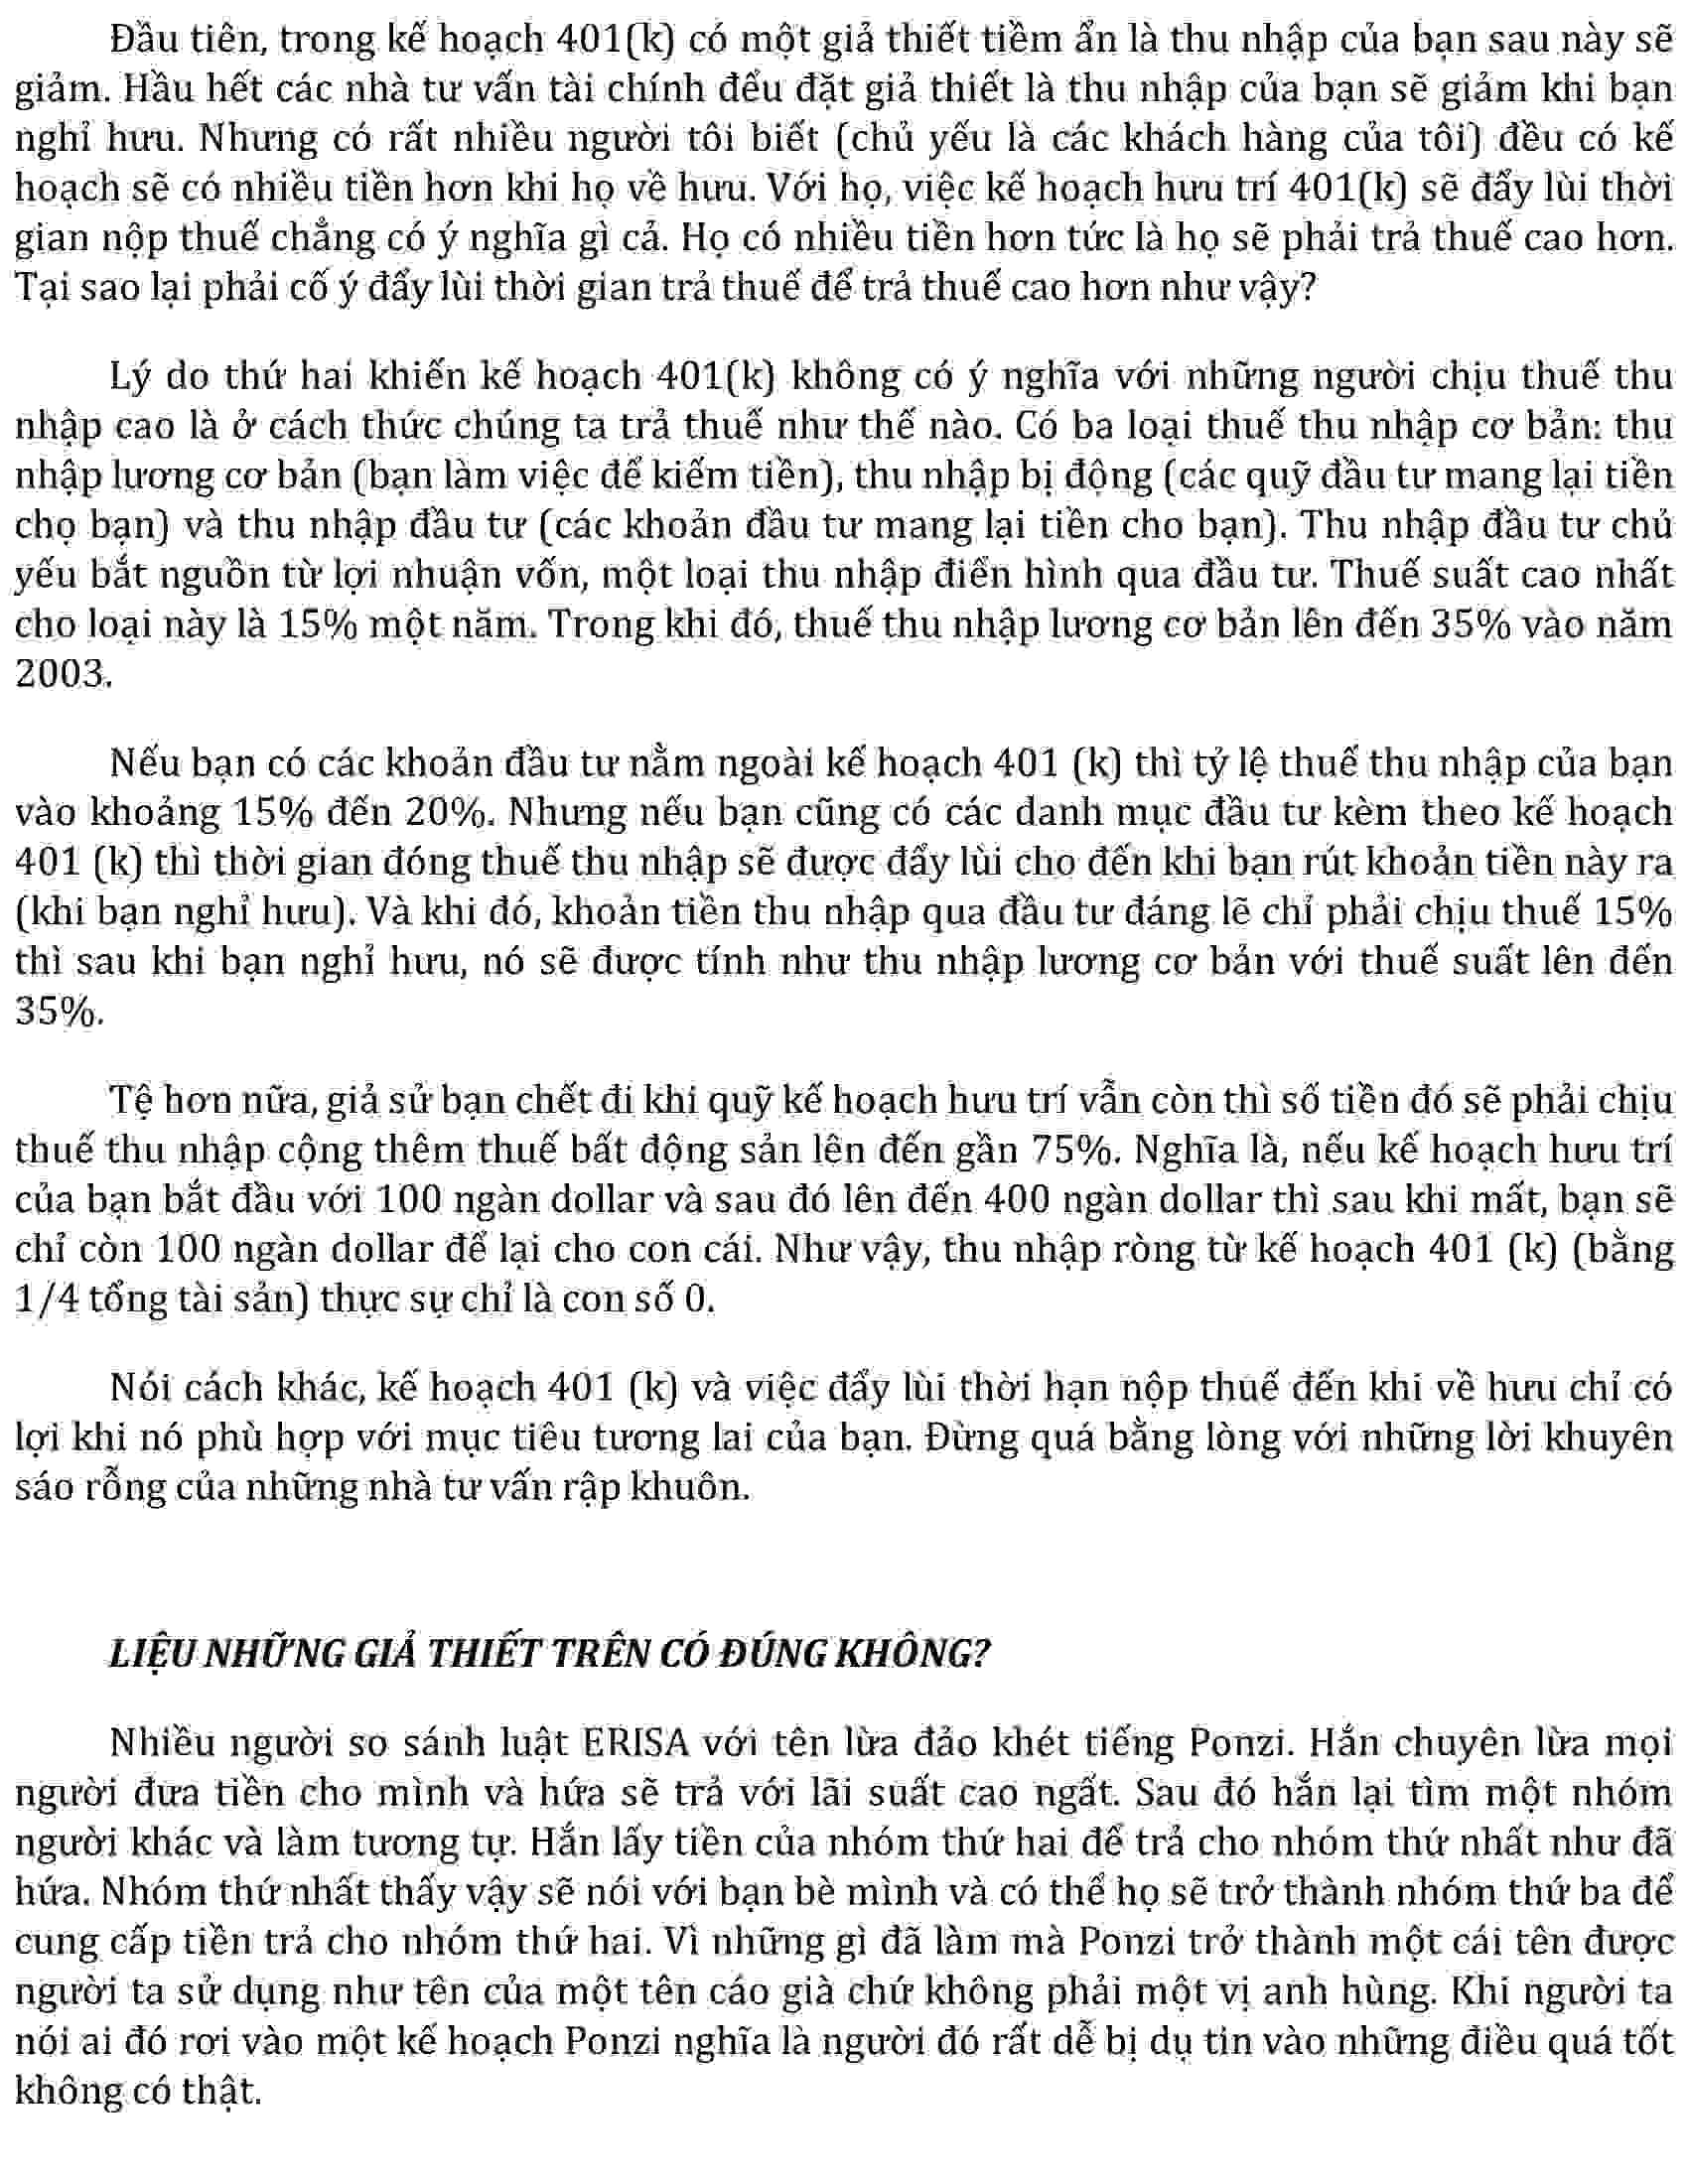 Đầu tiên, trong kế hoạch 401(k) có một giả thiết tiềm ẩn là thu nhập của bạn sau này sẽ
giảm. Hầu hết các nhà tư vấn tài chính đều đặt giả thiết là thu nhập của bạn sẽ giảm khi bạn
nghỉ hưu. Nhưng có rất nhiều người tôi biết (chủ yếu là các khách hàng của tôi) đều có kế
hoạch sẽ có nhiều tiền hơn khi họ về hưu. Với họ, việc kế hoạch hưu trí 401(k) sẽ đẩy lùi thời
gian nộp thuế chẳng có ý nghĩa gì cả. Họ có nhiều tiền hơn tức là họ sẽ phải trả thuế cao hơn.
Tại sao lại phải cố ý đẩy lùi thời gian trả thuế để trả thuế cao hơn như vậy?
Lý do thứ hai khiến kế hoạch 401(k) không có ý nghĩa với những người chịu thuế thu
nhập cao là ở cách thức chúng ta trả thuế như thế nào. Có ba loại thuế thu nhập cơ bản: thu
nhập lương cơ bản (bạn làm việc để kiếm tiền), thu nhập bị động (các quỹ đầu tư mang lại tiền
chọ bạn) và thu nhập đầu tư (các khoản đầu tư mang lại tiền cho bạn). Thu nhập đầu tư chủ
yếu bắt nguồn từ lợi nhuận vốn, một loại thu nhập điển hình qua đầu tư. Thuế suất cao nhất
cho loại này là 15% một năm. Trong khi đó, thuế thu nhập lương cơ bản lên đến 35% vào năm
2003.
Nếu bạn có các khoản đầu tư nằm ngoài kế hoạch 401 (k) thì tỷ lệ thuế thu nhập của bạn
vào khoảng 15% đến 20%. Nhưng nếu bạn cũng có các danh mục đầu tư kèm theo kế hoạch
401 (k) thì thời gian đóng thuế thu nhập sẽ được đẩy lùi cho đến khi bạn rút khoản tiền này ra
(khi bạn nghỉ hưu). Và khi đó, khoản tiền thu nhập qua đầu tư đáng lẽ chỉ phải chịu thuế 15%
thì sau khi bạn nghỉ hưu, nó sẽ được tính như thu nhập lương cơ bản với thuế suất lên đến
35%.
Tệ hơn nữa, giả sử bạn chết đi khi quỹ kế hoạch hưu trí vẫn còn thì số tiền đó sẽ phải chịu
thuế thu nhập cộng thêm thuế bất động sản lên đến gần 75%. Nghĩa là, nếu kế hoạch hưu trí
của bạn bắt đầu với 100 ngàn dollar và sau đó lên đến 400 ngàn dollar thì sau khi mất, bạn sẽ
chỉ còn 100 ngàn dollar để lại cho con cái. Như vậy, thu nhập ròng từ kế hoạch 401 (k) (bằng
1/4 tổng tài sản) thực sự chỉ là con số 0.
Nói cách khác, kế hoạch 401 (k) và việc đẩy lùi thời hạn nộp thuế đến khi về hưu chỉ có
lợi khi nó phù hợp với mục tiêu tương lai của bạn. Đừng quá bằng lòng với những lời khuyên
sáo rỗng của những nhà tư vấn rập khuôn.
LIỆU NHỮNG GIẢ THIẾT TRÊN CÓ ĐÚNG KHÔNG?
Nhiều người so sánh luật ERISA với tên lừa đảo khét tiếng Ponzi. Hắn chuyên lừa mọi
người đưa tiền cho mình và hứa sẽ trả với lãi suất cao ngất. Sau đó hắn lại tìm một nhóm
người khác và làm tương tự. Hắn lấy tiền của nhóm thứ hai để trả cho nhóm thứ nhất như đã
hứa. Nhóm thứ nhất thấy vậy sẽ nói với bạn bè mình và có thể họ sẽ trở thành nhóm thứ ba để
cung cấp tiền trả cho nhóm thứ hai. Vì những gì đã làm mà Ponzi trở thành một cái tên được
người ta sử dụng như tên của một tên cáo già chứ không phải một vị anh hùng. Khi người ta
nói ai đó rơi vào một kế hoạch Ponzi nghĩa là người đó rất dễ bị dụ tin vào những điều quá tốt
không có thật.